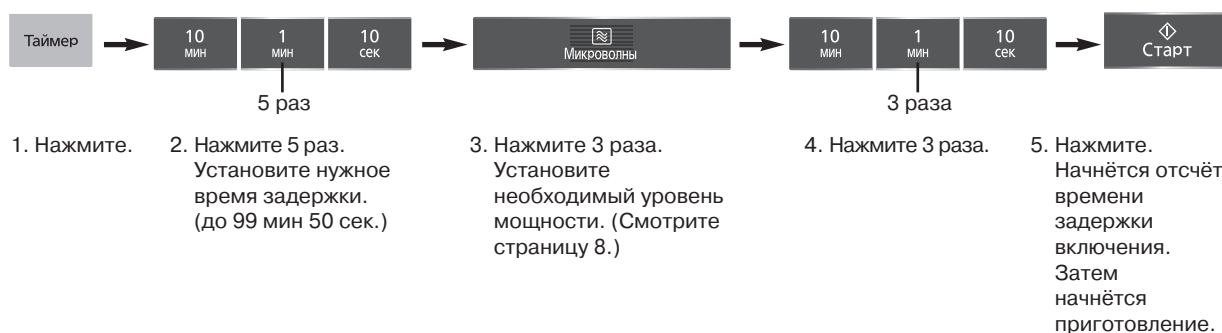 Таймер
10
мин
1
мин
10
сек
Микроволны
10
мин
1
мин
10
сек
Старт
5 раз
3 раза
1. Нажмите.
2. Нажмите 5 раз.
Установите нужное
время задержки.
(до 99 мин 50 сек.)
3. Нажмите 3 раза.
Установите
необходимый уровень
мощности. (Смотрите
страницу 8.)
4. Нажмите 3 раза.
5. Нажмите.
Начнётся отсчёт
времени
задержки
включения.
Затем
начнётся
приготовление.